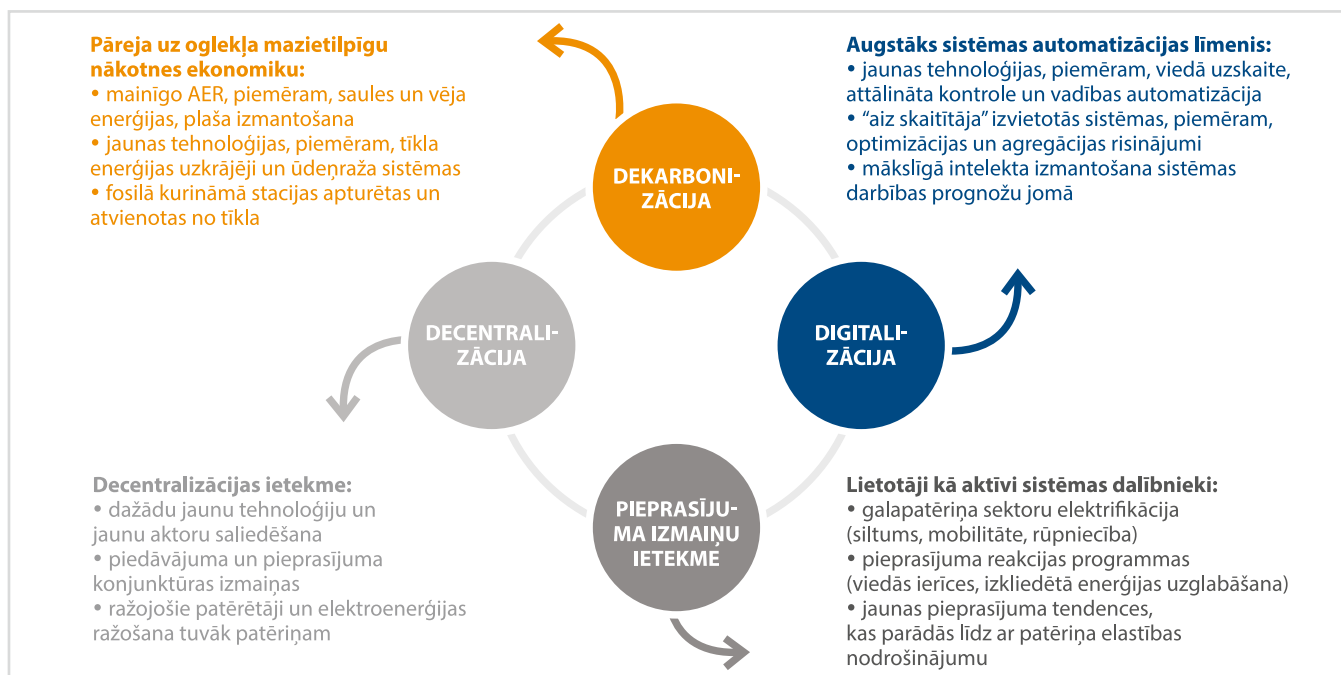 Pāreja uz oglekļa mazietilpīgu
nākotnes ekonomiku:
• mainīgo AER, piemēram, saules un vēja
enerģijas, plaša izmantošana
• jaunas tehnoloģijas, piemēram, tīkla
enerģijas uzkrājēji un ūdeņraža sistēmas
• fosilā kurināmā stacijas apturētas un
atvienotas no tīkla
Augstāks sistēmas automatizācijas līmenis:
• jaunas tehnoloģijas, piemēram, viedā uzskaite,
attālināta kontrole un vadības automatizācija
• “aiz skaitītāja” izvietotās sistēmas, piemēram,
optimizācijas un agregācijas risinājumi
• mākslīgā intelekta izmantošana sistēmas
darbības prognožu jomā
DEKARBONI-
ZĀCIJA
DECENTRALI-
ZĀCIJA
DIGITALI-
ZĀCIJA
PIEPRASĪJU-
MA IZMAIŅU
IETEKME
Decentralizācijas ietekme:
• dažādu jaunu tehnoloģiju un
jaunu aktoru saliedēšana
• piedāvājuma un pieprasījuma
konjunktūras izmaiņas
• ražojošie patērētāji un elektroenerģijas
ražošana tuvāk patēriņam
Lietotāji kā aktīvi sistēmas dalībnieki:
• galapatēriņa sektoru elektrifikācija
(siltums, mobilitāte, rūpniecība)
• pieprasījuma reakcijas programmas
(viedās ierīces, izkliedētā enerģijas uzglabāšana)
• jaunas pieprasījuma tendences,
kas parādās līdz ar patēriņa elastības
nodrošinājumu